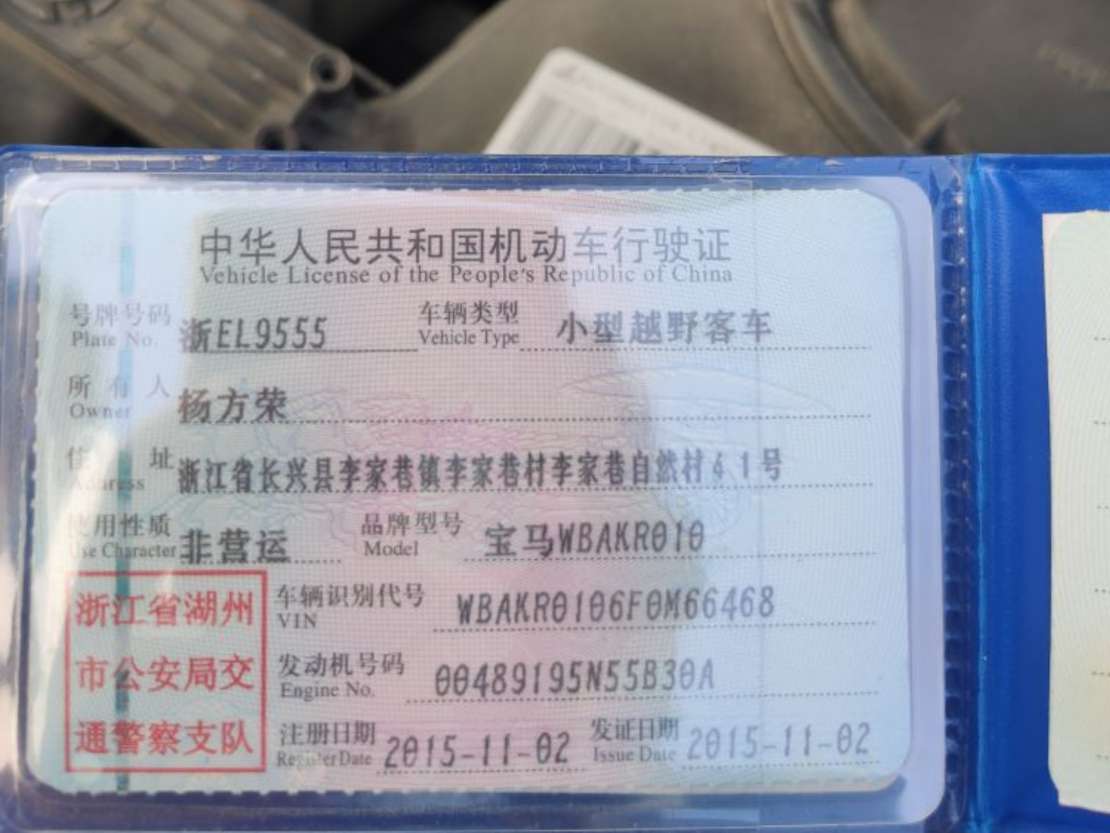 中华人民共和国机动车行驶证
Vehicle License of the People's Republic of China
号牌号码 浙EL9555 车辆类型 小型越野客车
Plate No. Vehicle Type
所有人 杨方荣
Owner
住址 浙江省长兴县李家巷镇李家巷村李家巷自然村41号
Address
使用性质 非营运 品牌型号 宝马WBAKR010
Use Character Model
浙江省湖州
市公安局交
通警察支队
车辆识别代号 WBAKR0106F0M66468
VIN
发动机号码 00489195N55B30A
Engine No.
注册日期 2015-11-02 发证日期 2015-11-02
Register Date Issue Date